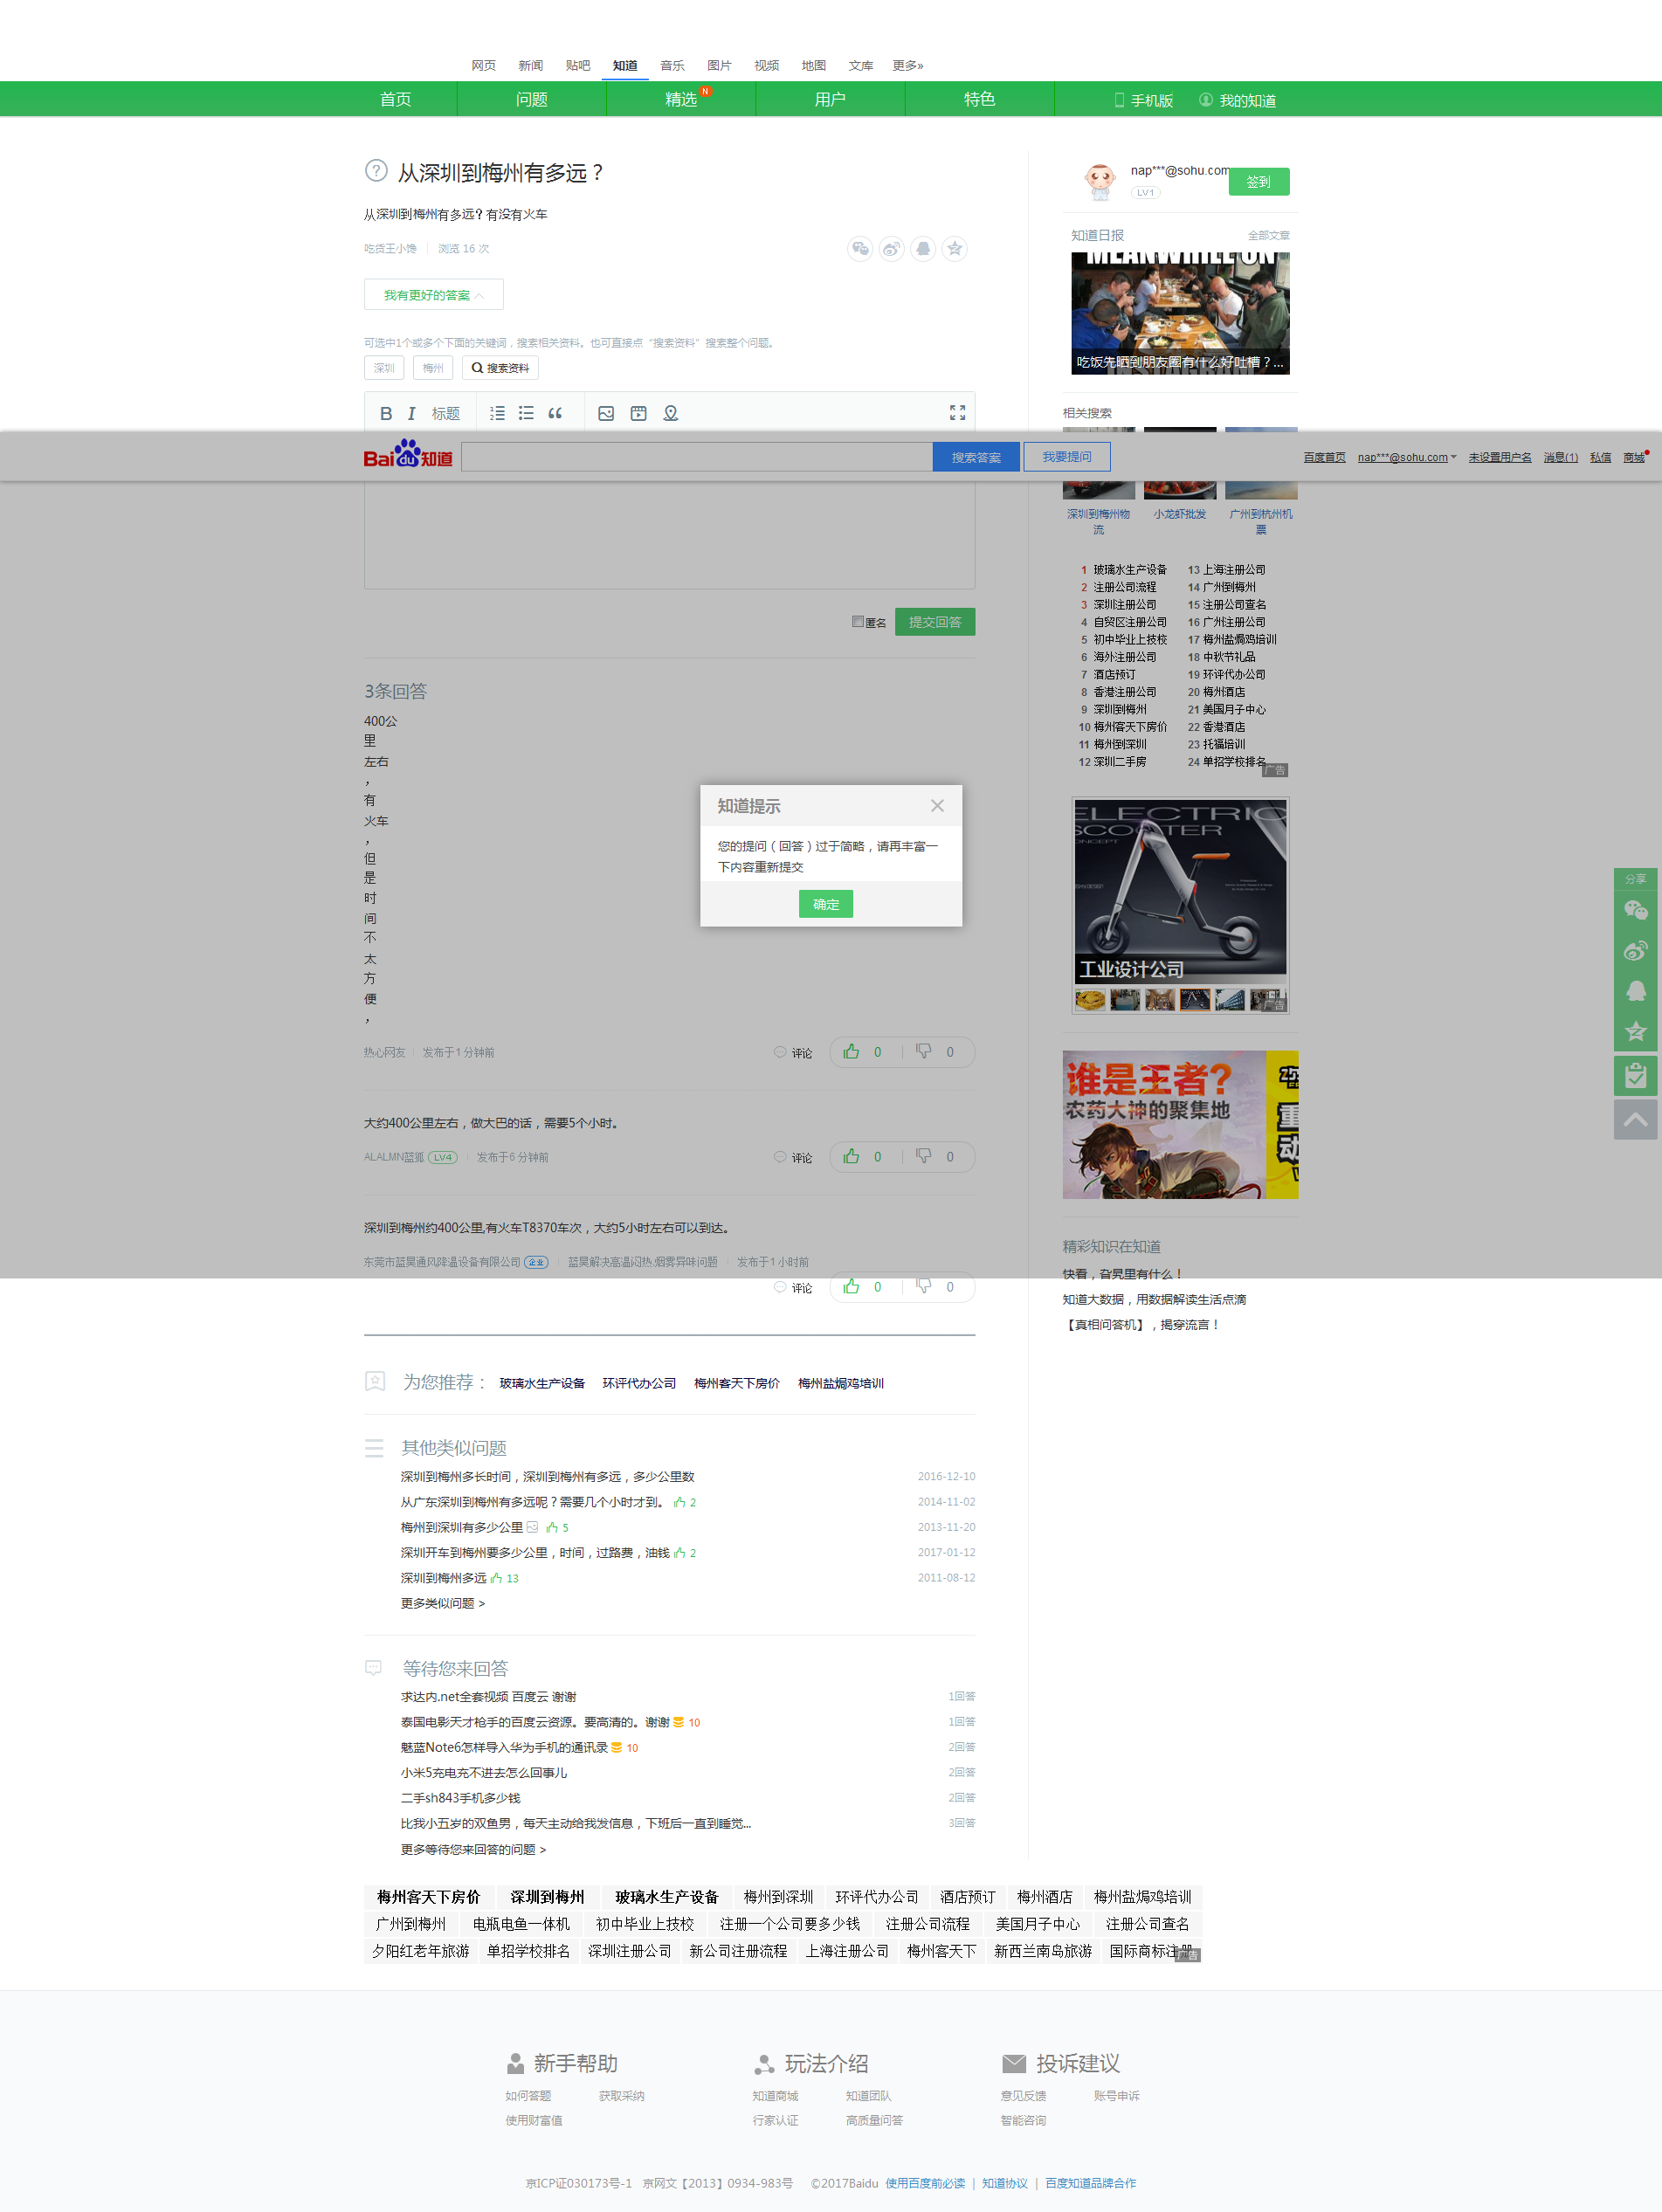 网页 新闻 贴吧 知道 音乐 图片 视频 地图 文库 更多»
首页 问题 精选 N 用户 特色 手机版 我的知道
从深圳到梅州有多远？
从深圳到梅州有多远？有没有火车
吃货王小馋 浏览 16 次
我有更好的答案
可选中1个或多个下面的关键词，搜索相关资料。也可直接点“搜索资料”搜索整个问题。
深圳 梅州 搜索资料
B I 标题
nap***@sohu.com
LV1
签到
知道日报 全部文章
MEANWHILE ON
吃饭先晒到朋友圈有什么好吐槽？...
INSTAGRAM
相关搜索
Bai du 知道 搜索答案 我要提问 百度首页 nap***@sohu.com 未设置用户名 消息(1) 私信 商城
深圳到梅州物流
小龙虾批发
广州到杭州机票
1 玻璃水生产设备 13 上海注册公司
2 注册公司流程 14 广州到梅州
3 深圳注册公司 15 注册公司查名
4 自贸区注册公司 16 广州注册公司
5 初中毕业上技校 17 梅州盐焗鸡培训
6 海外注册公司 18 中秋节礼品
7 酒店预订 19 环评代办公司
8 香港注册公司 20 梅州酒店
9 深圳到梅州 21 美国月子中心
10 梅州客天下房价 22 香港酒店
11 梅州到深圳 23 托福培训
12 深圳二手房 24 单招学校排名
广告
匿名 提交回答
3条回答
400公
里
左右
，
有
火车
，
但
是
时
间
不
太
方
便
，
热心网友 发布于1分钟前 评论 0 0
知道提示
您的提问（回答）过于简略，请再丰富一
下内容重新提交
确定
ELECTRIC
SCOOTER
CONCEPT
工业设计公司
广告
分享
大约400公里左右，做大巴的话，需要5个小时。
ALALMN蓝狐 LV4 发布于6分钟前 评论 0 0
谁是王者?
农药大神的聚集地
深圳到梅州约400公里,有火车T8370车次，大约5小时左右可以到达。
东莞市蓝昊通风降温设备有限公司 企业 蓝昊解决高温闷热.烟雾异味问题 发布于1小时前
评论 0 0
精彩知识在知道
快看，旮旯里有什么！
知道大数据，用数据解读生活点滴
【真相问答机】，揭穿流言！
为您推荐： 玻璃水生产设备 环评代办公司 梅州客天下房价 梅州盐焗鸡培训
其他类似问题
深圳到梅州多长时间，深圳到梅州有多远，多少公里数 2016-12-10
从广东深圳到梅州有多远呢？需要几个小时才到。 2 2014-11-02
梅州到深圳有多少公里 5 2013-11-20
深圳开车到梅州要多少公里，时间，过路费，油钱 2 2017-01-12
深圳到梅州多远 13 2011-08-12
更多类似问题 >
等待您来回答
求达内.net全套视频 百度云 谢谢 1回答
泰国电影天才枪手的百度云资源。要高清的。谢谢 10 1回答
魅蓝Note6怎样导入华为手机的通讯录 10 2回答
小米5充电充不进去怎么回事儿 2回答
二手sh843手机多少钱 2回答
比我小五岁的双鱼男，每天主动给我发信息，下班后一直到睡觉... 3回答
更多等待您来回答的问题 >
梅州客天下房价 深圳到梅州 玻璃水生产设备 梅州到深圳 环评代办公司 酒店预订 梅州酒店 梅州盐焗鸡培训
广州到梅州 电瓶电鱼一体机 初中毕业上技校 注册一个公司要多少钱 注册公司流程 美国月子中心 注册公司查名
夕阳红老年旅游 单招学校排名 深圳注册公司 新公司注册流程 上海注册公司 梅州客天下 新西兰南岛旅游 国际商标注册
广告
新手帮助 玩法介绍 投诉建议
如何答题 获取采纳 知道商城 知道团队 意见反馈 账号申诉
使用财富值 行家认证 高质量问答 智能咨询
京ICP证030173号-1 京网文【2013】0934-983号 ©2017Baidu 使用百度前必读 | 知道协议 | 百度知道品牌合作